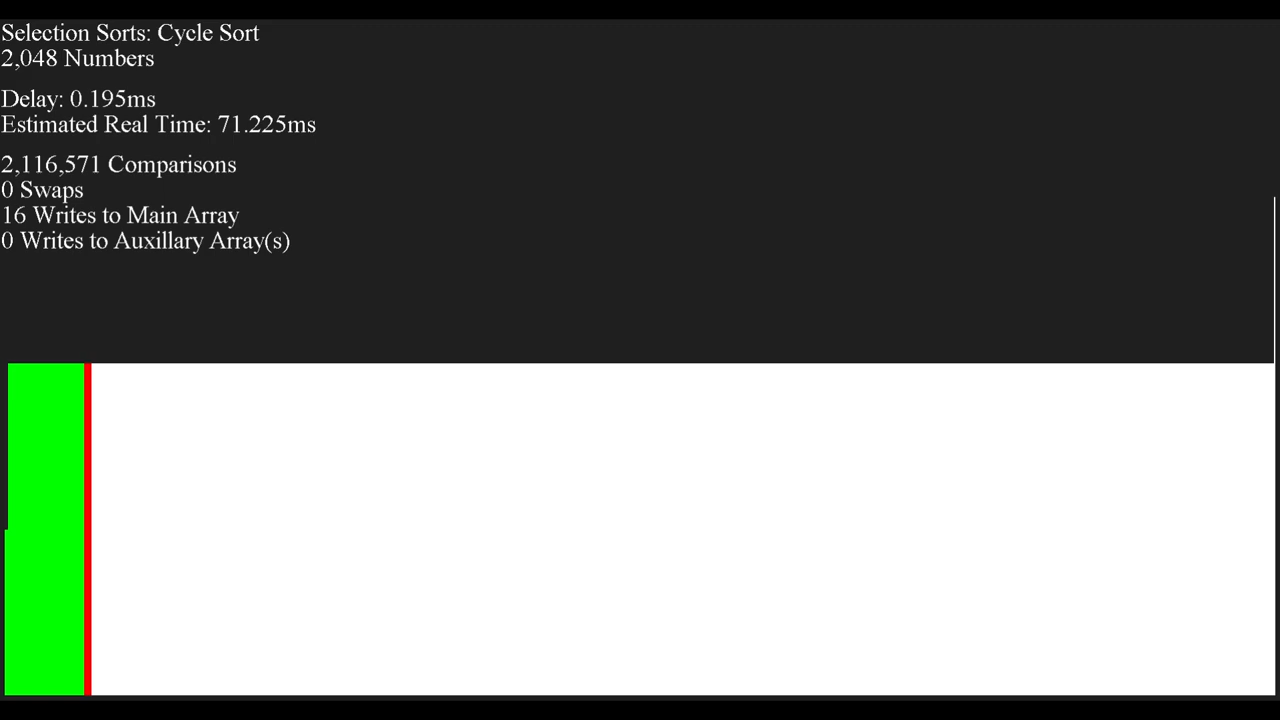 Selection Sorts: Cycle Sort
2,048 Numbers
Delay: 0.195ms
Estimated Real Time: 71.225ms
2,116,571 Comparisons
0 Swaps
16 Writes to Main Array
0 Writes to Auxillary Array(s)